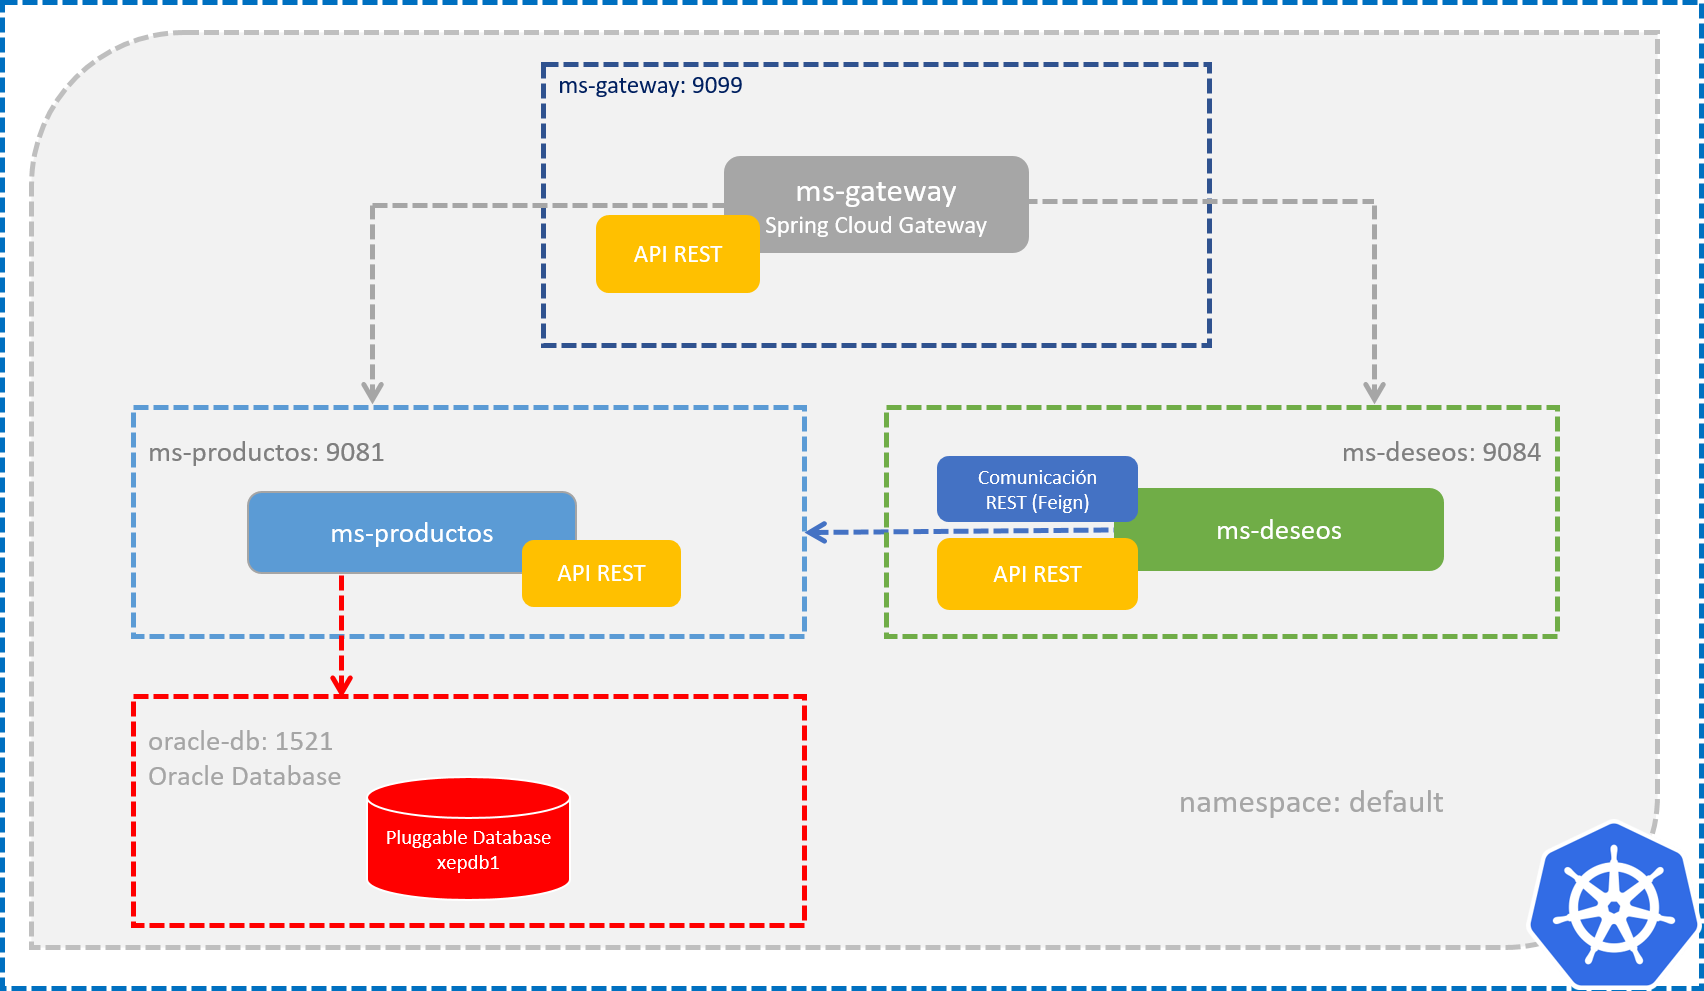 ms-gateway: 9099
ms-gateway
Spring Cloud Gateway
API REST
ms-productos: 9081
ms-productos
API REST
ms-deseos: 9084
Comunicación
REST (Feign)
ms-deseos
API REST
oracle-db: 1521
Oracle Database
Pluggable Database
xepdb1
namespace: default